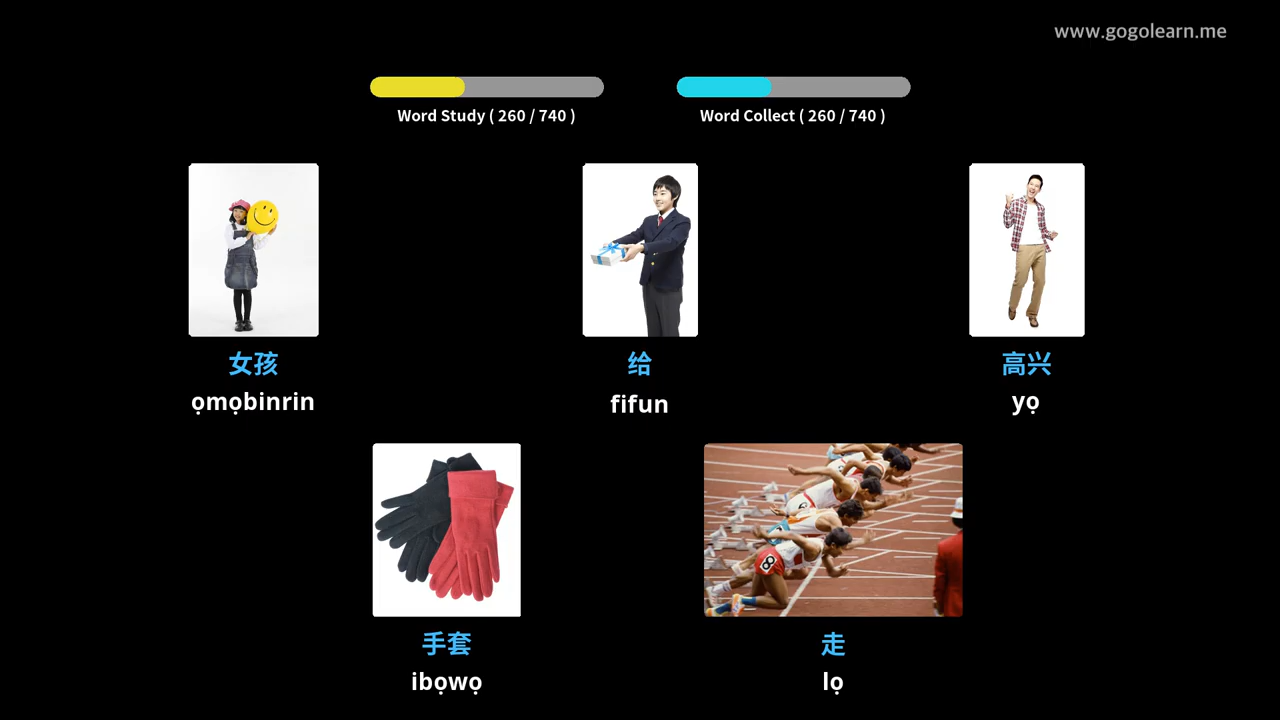 www.gogolearn.me
Word Study ( 260 / 740 )
Word Collect ( 260 / 740 )
女孩
ọmọbinrin
给
fifun
高兴
yọ
手套
ibọwọ
走
lọ